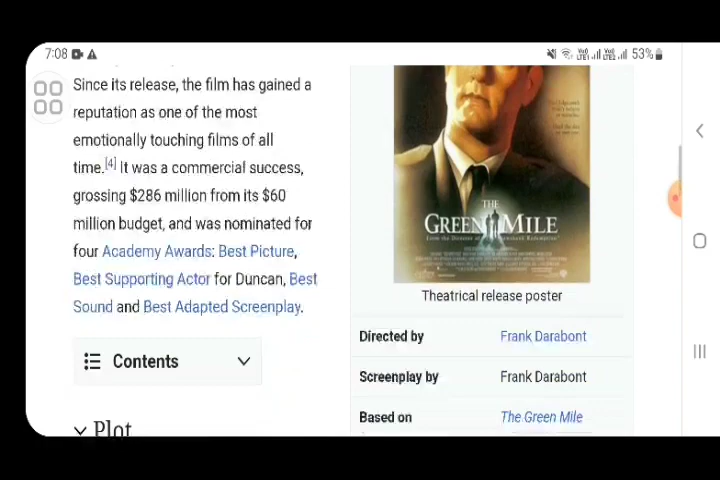 7:08
53%
Since its release, the film has gained a
reputation as one of the most
emotionally touching films of all
time.[4] It was a commercial success,
grossing $286 million from its $60
million budget, and was nominated for
four Academy Awards: Best Picture,
Best Supporting Actor for Duncan, Best
Sound and Best Adapted Screenplay.
Contents
Plot
THE
GREEN MILE
Theatrical release poster
Directed by Frank Darabont
Screenplay by Frank Darabont
Based on The Green Mile